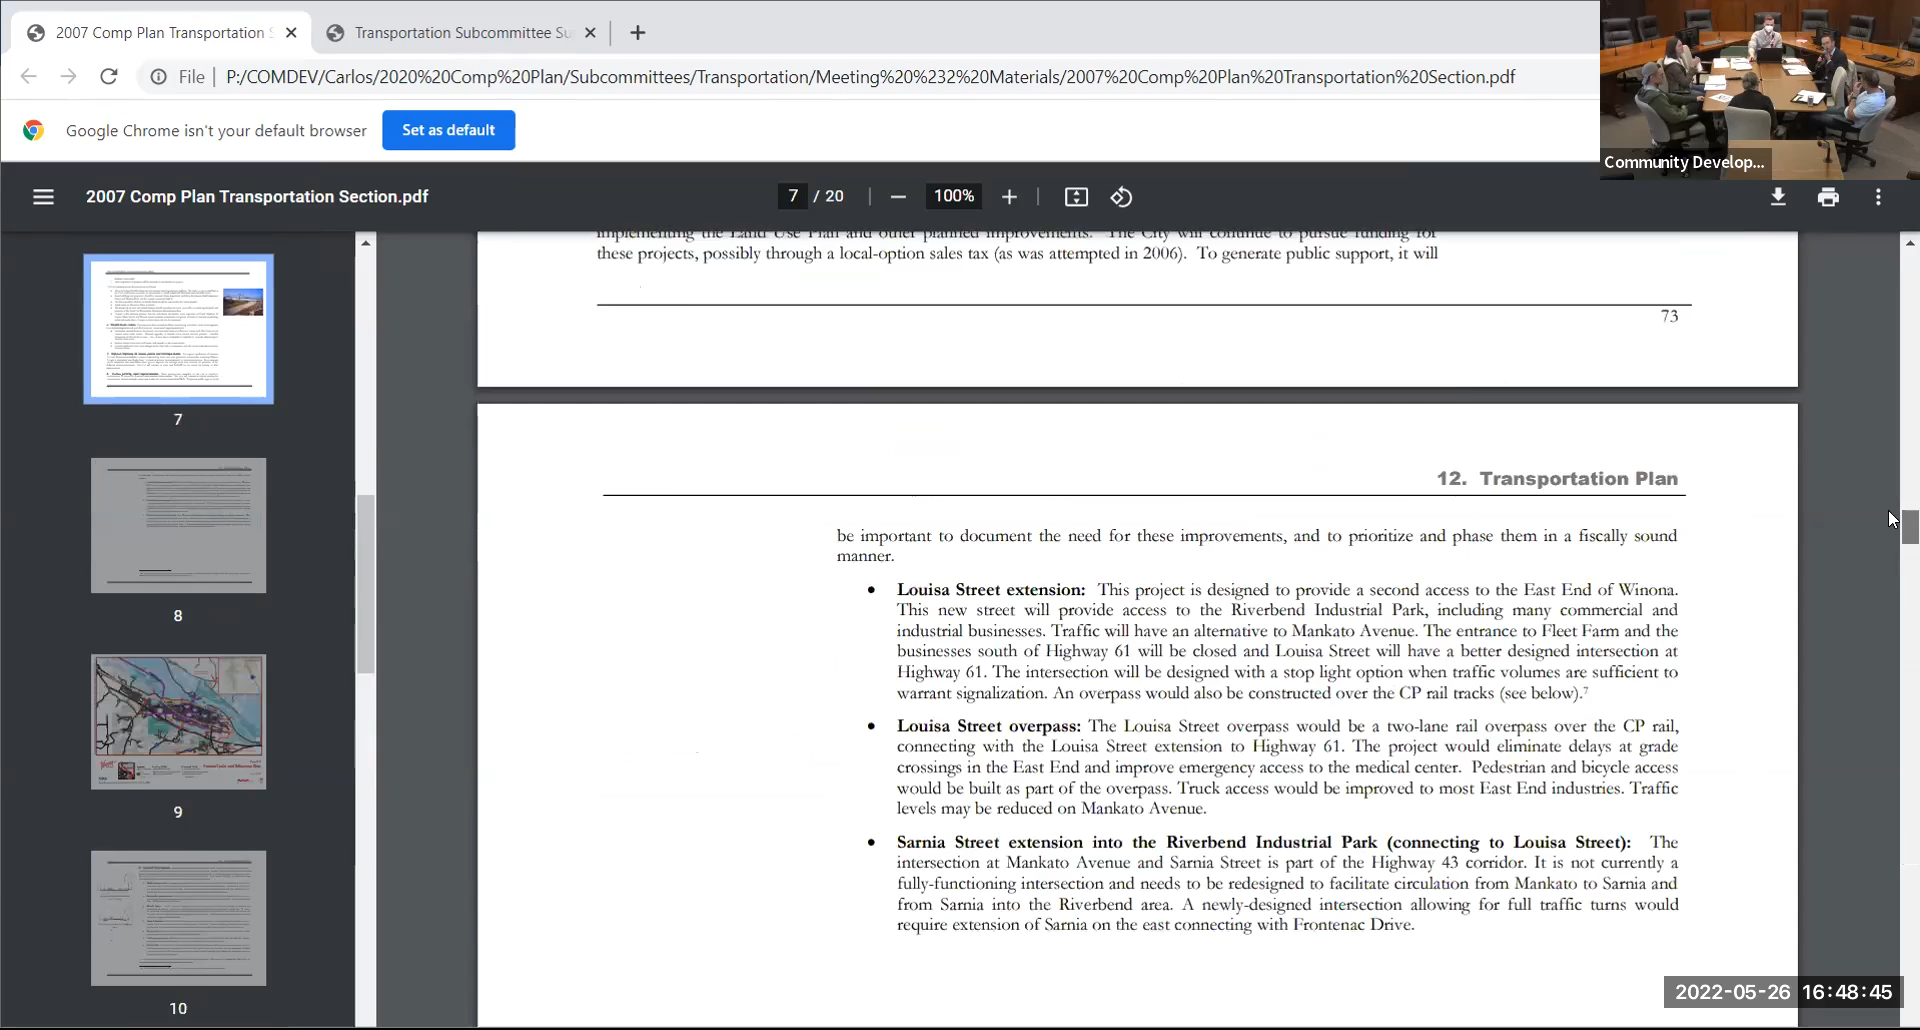 2007 Comp Plan Transportation S
Transportation Subcommittee Su
File
P:/COMDEV/Carlos/2020%20Comp%20Plan/Subcommittees/Transportation/Meeting%20%232%20Materials/2007%20Comp%20Plan%20Transportation%20Section.pdf
Google Chrome isn't your default browser
Set as default
Community Develop...
2007 Comp Plan Transportation Section.pdf
7 / 20
100%
implementing the Land Use Plan and other planned improvements. The City will continue to pursue funding for
these projects, possibly through a local-option sales tax (as was attempted in 2006). To generate public support, it will
73
7
8
9
10
12. Transportation Plan
be important to document the need for these improvements, and to prioritize and phase them in a fiscally sound
manner.
• Louisa Street extension: This project is designed to provide a second access to the East End of Winona.
This new street will provide access to the Riverbend Industrial Park, including many commercial and
industrial businesses. Traffic will have an alternative to Mankato Avenue. The entrance to Fleet Farm and the
businesses south of Highway 61 will be closed and Louisa Street will have a better designed intersection at
Highway 61. The intersection will be designed with a stop light option when traffic volumes are sufficient to
warrant signalization. An overpass would also be constructed over the CP rail tracks (see below).⁷
• Louisa Street overpass: The Louisa Street overpass would be a two-lane rail overpass over the CP rail,
connecting with the Louisa Street extension to Highway 61. The project would eliminate delays at grade
crossings in the East End and improve emergency access to the medical center. Pedestrian and bicycle access
would be built as part of the overpass. Truck access would be improved to most East End industries. Traffic
levels may be reduced on Mankato Avenue.
• Sarnia Street extension into the Riverbend Industrial Park (connecting to Louisa Street): The
intersection at Mankato Avenue and Sarnia Street is part of the Highway 43 corridor. It is not currently a
fully-functioning intersection and needs to be redesigned to facilitate circulation from Mankato to Sarnia and
from Sarnia into the Riverbend area. A newly-designed intersection allowing for full traffic turns would
require extension of Sarnia on the east connecting with Frontenac Drive.
2022-05-26 16:48:45